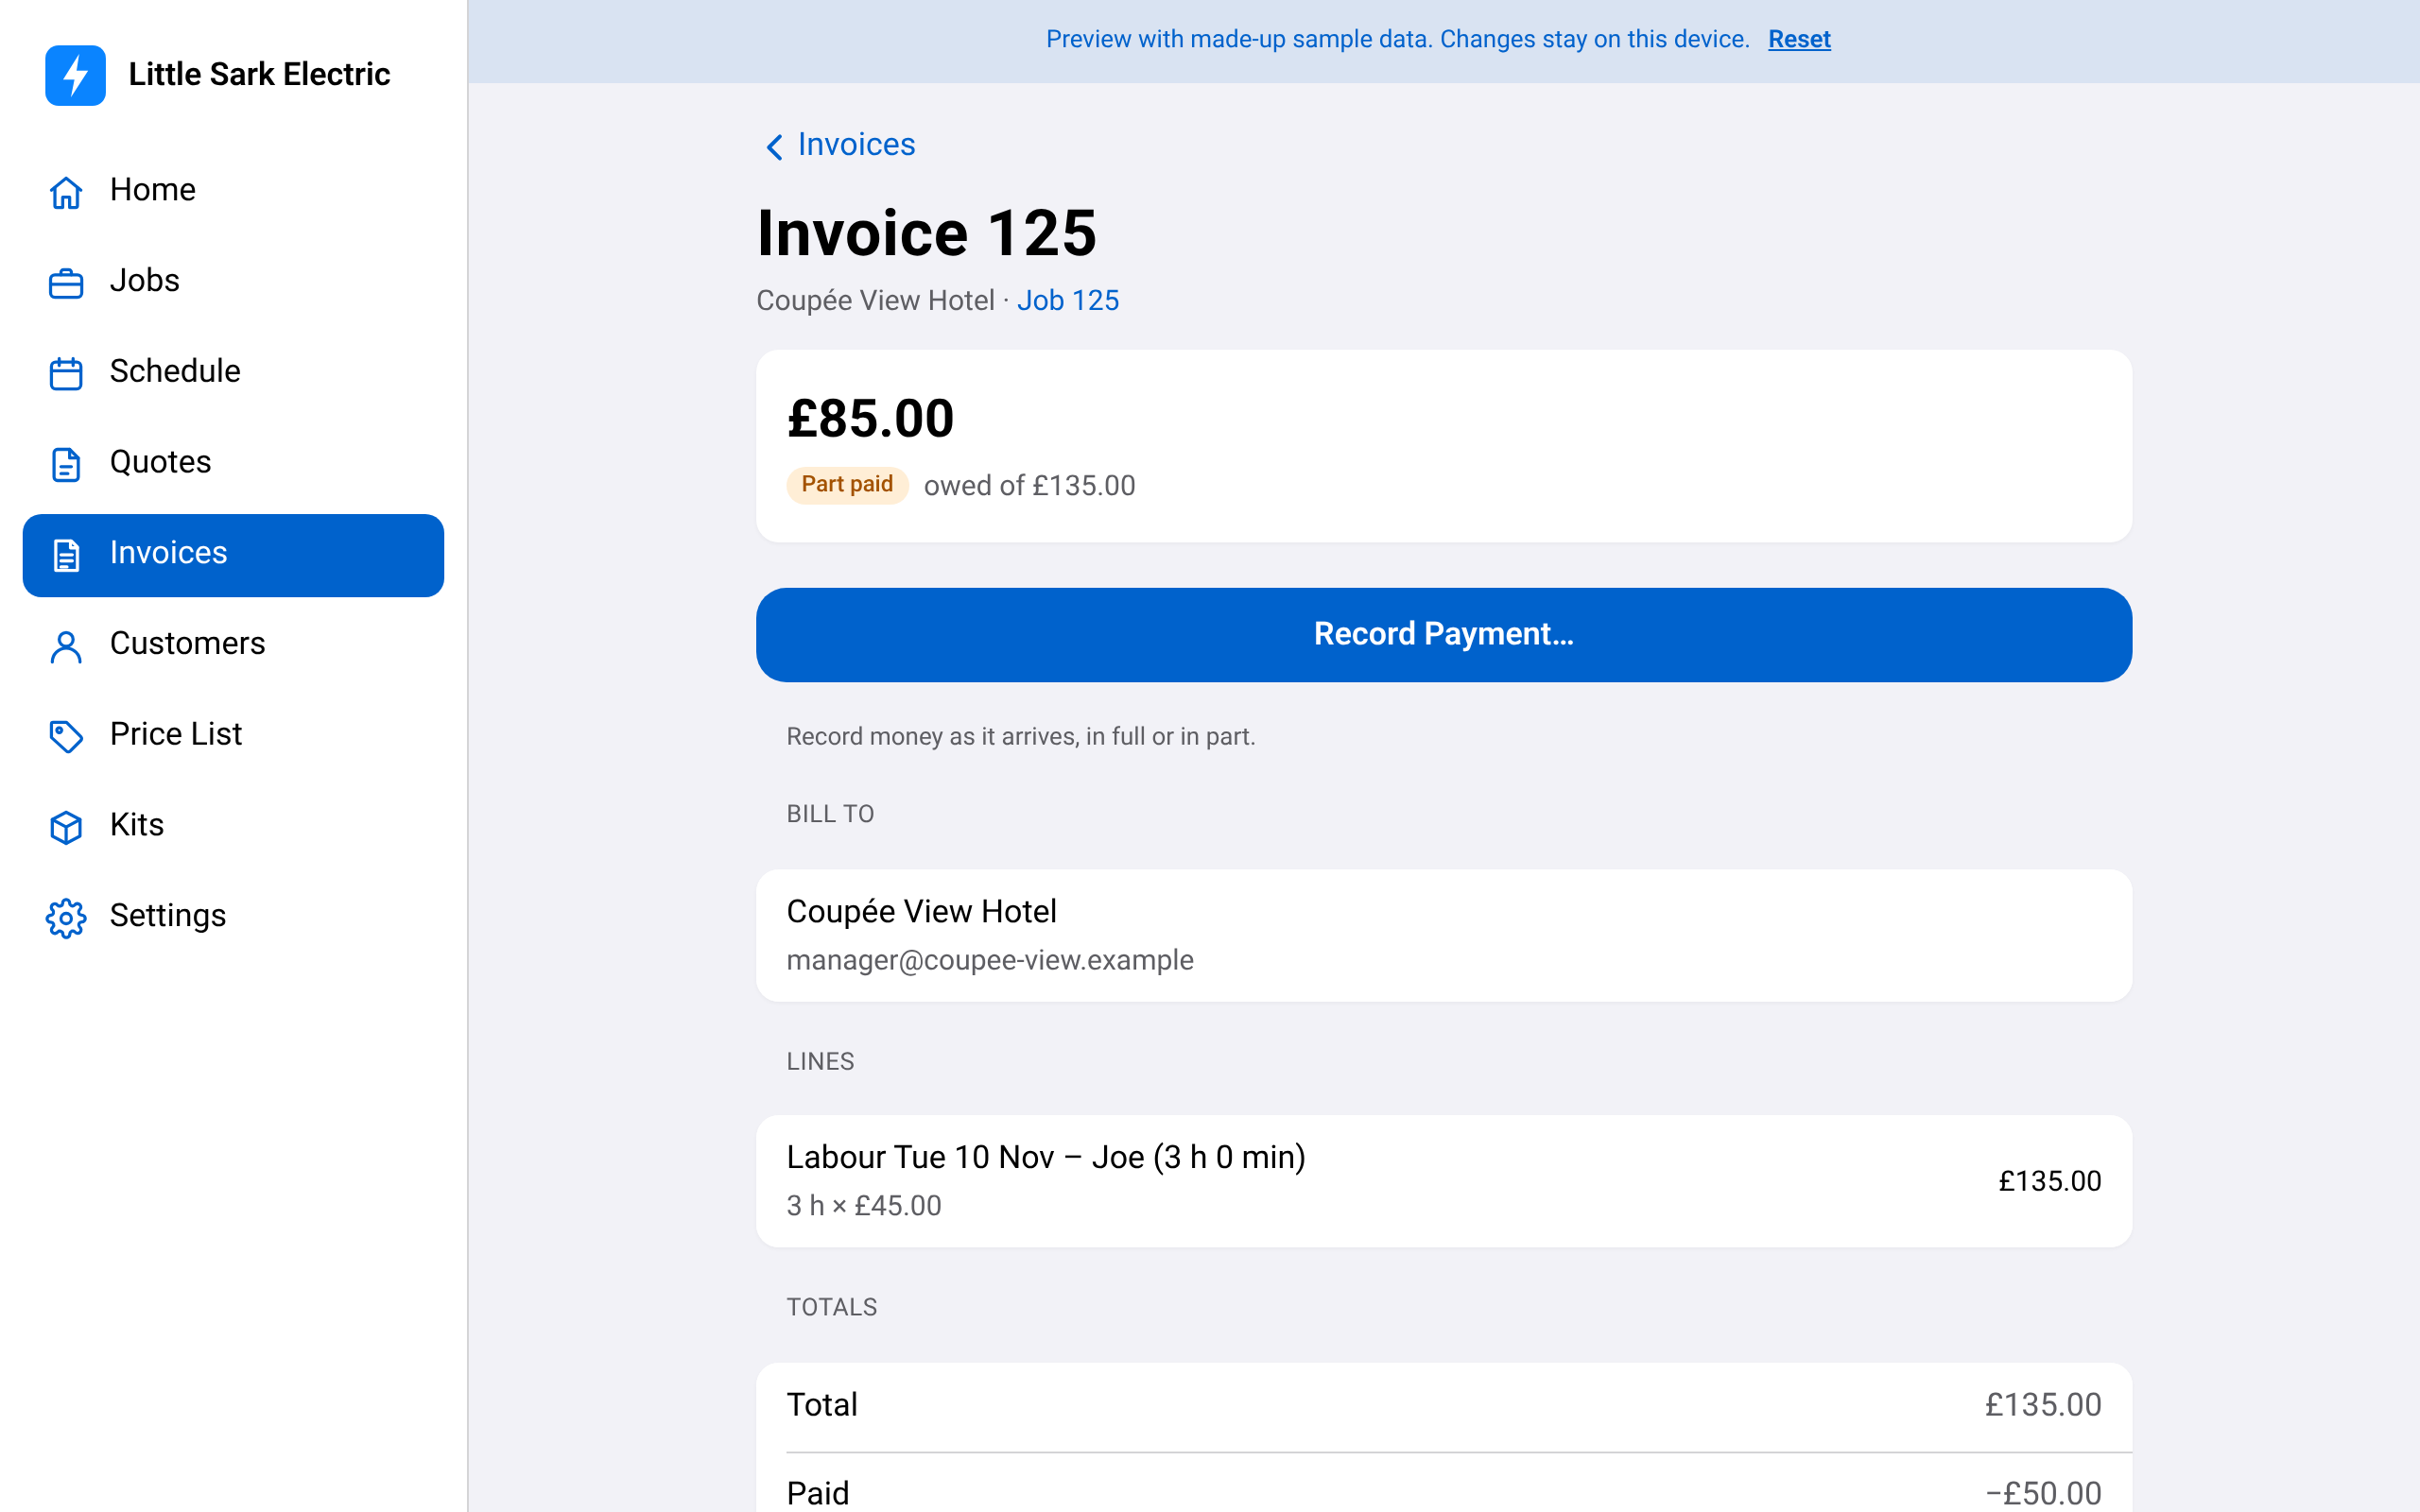 Little Sark Electric
Home
Jobs
Schedule
Quotes
Invoices
Customers
Price List
Kits
Settings
Preview with made-up sample data. Changes stay on this device. Reset
Invoices
Invoice 125
Coupée View Hotel · Job 125
£85.00
Part paid owed of £135.00
Record Payment…
Record money as it arrives, in full or in part.
BILL TO
Coupée View Hotel
manager@coupee-view.example
LINES
Labour Tue 10 Nov – Joe (3 h 0 min)
3 h × £45.00
£135.00
TOTALS
Total £135.00
Paid −£50.00